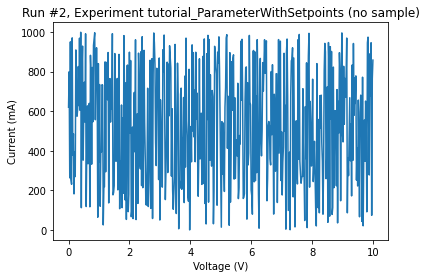 Run #2, Experiment tutorial_ParameterWithSetpoints (no sample)
1000
800
600
400
200
0
Current (mA)
0 2 4 6 8 10
Voltage (V)